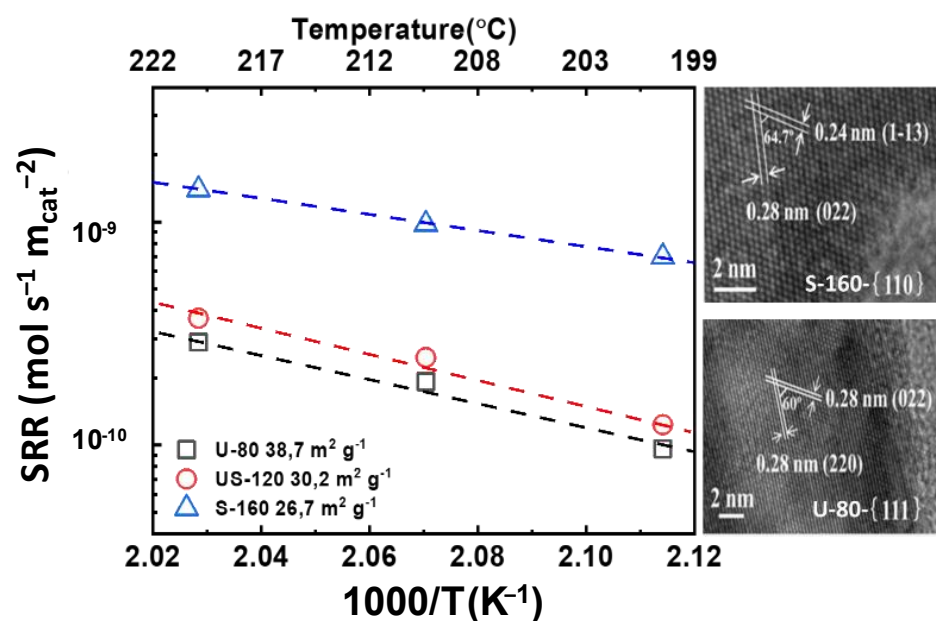 Temperature(°C)
222 217 212 208 203 199
SRR (mol s⁻¹ m_cat⁻²)
10⁻⁹
10⁻¹⁰
U-80 38,7 m² g⁻¹
US-120 30,2 m² g⁻¹
S-160 26,7 m² g⁻¹
2.02 2.04 2.06 2.08 2.10 2.12
1000/T(K⁻¹)
64.7°
0.24 nm (1-13)
0.28 nm (022)
2 nm
S-160-{110}
60°
0.28 nm (022)
0.28 nm (220)
2 nm
U-80-{111}